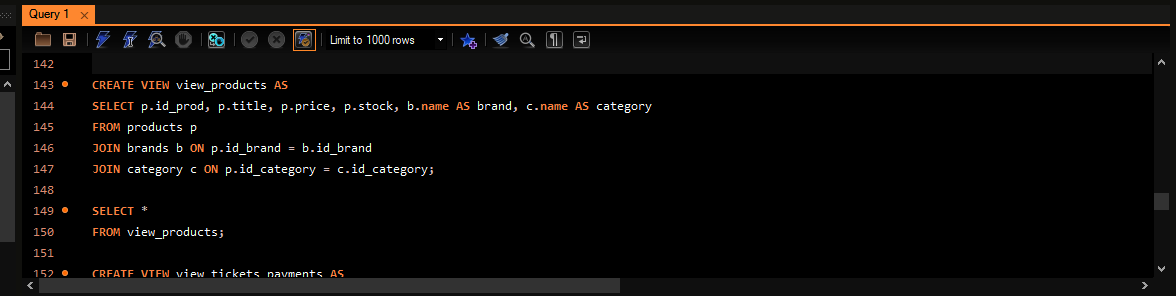 Query 1
Limit to 1000 rows
142
143 CREATE VIEW view_products AS
144 SELECT p.id_prod, p.title, p.price, p.stock, b.name AS brand, c.name AS category
145 FROM products p
146 JOIN brands b ON p.id_brand = b.id_brand
147 JOIN category c ON p.id_category = c.id_category;
148
149 SELECT *
150 FROM view_products;
151
152 CREATE VIEW view_tickets_payments AS